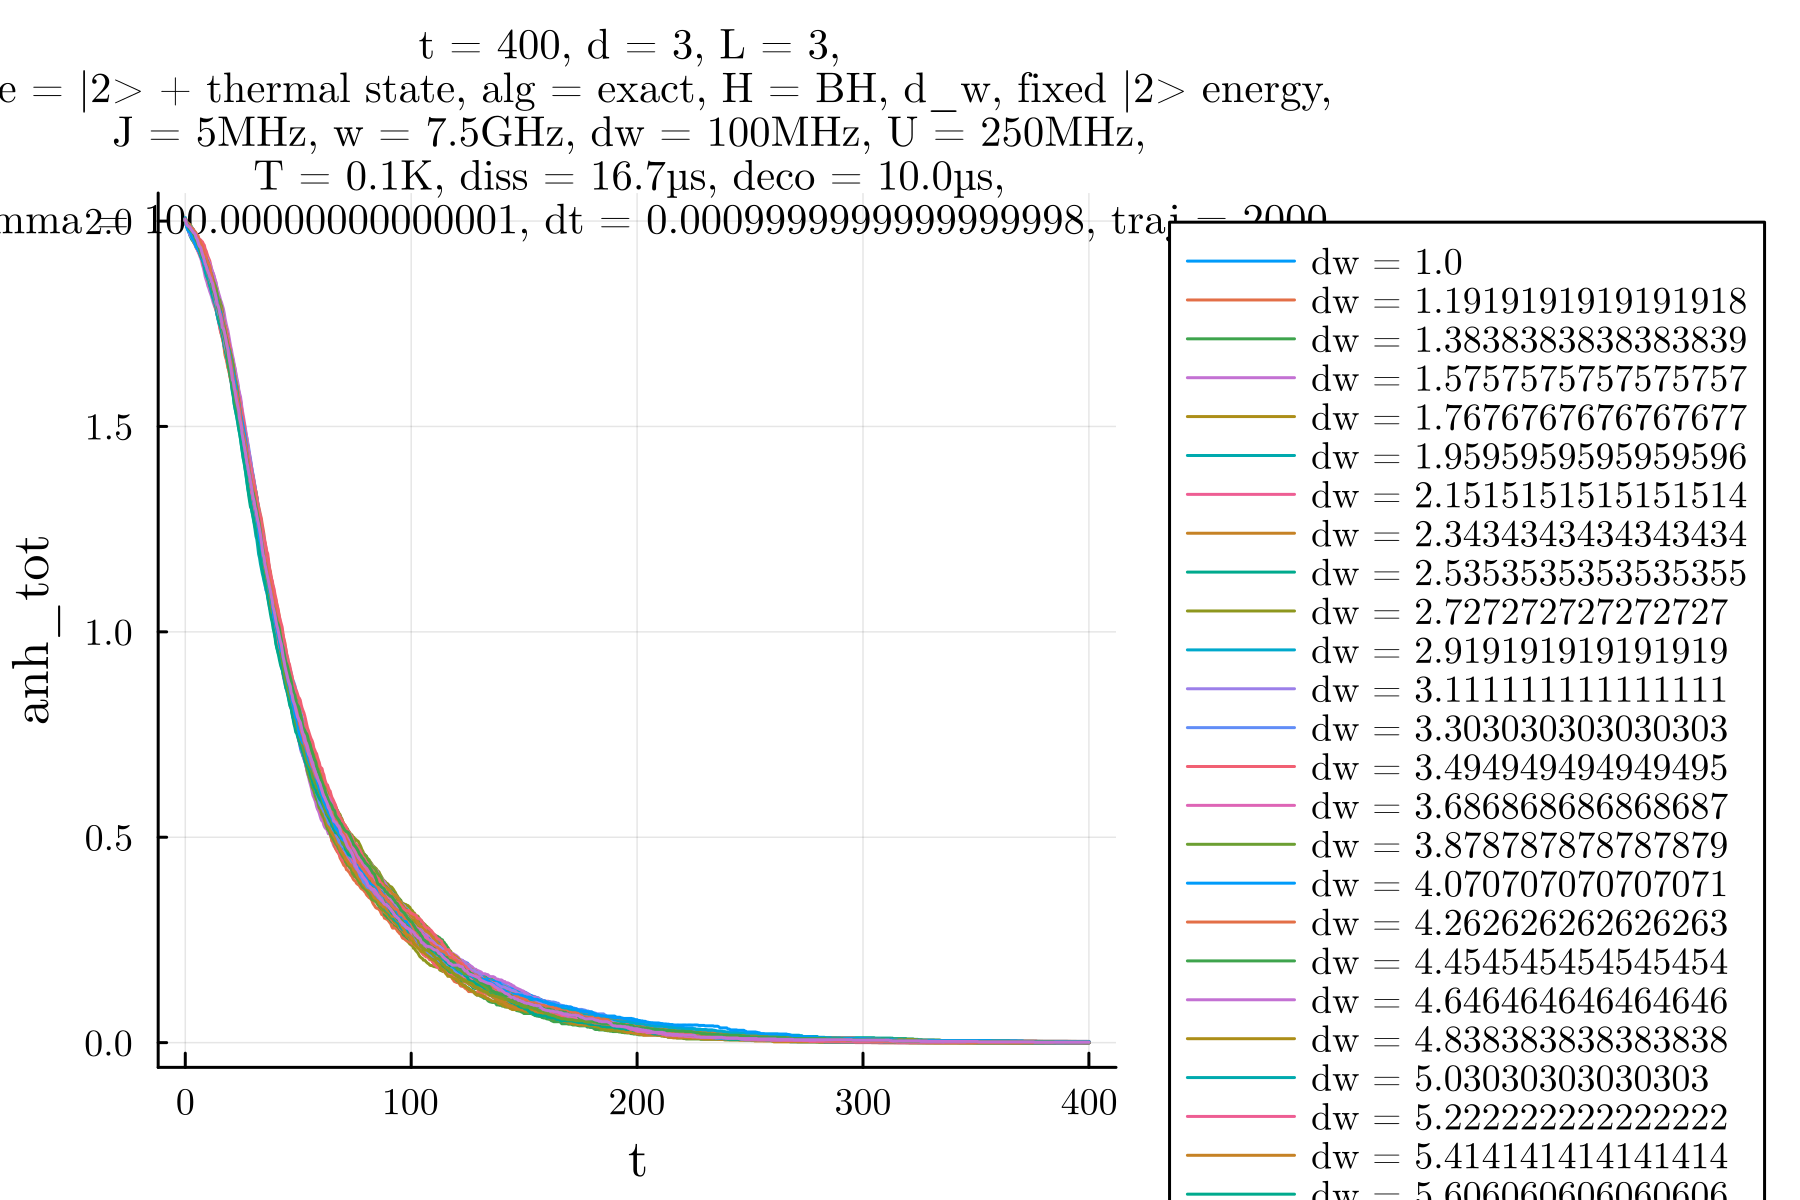 t = 400, d = 3, L = 3,
e = |2> + thermal state, alg = exact, H = BH, d_w, fixed |2> energy,
J = 5MHz, w = 7.5GHz, dw = 100MHz, U = 250MHz,
T = 0.1K, diss = 16.7μs, deco = 10.0μs,
mma = 100.00000000000001, dt = 0.0009999999999999998, traj = 2000
2.0
1.5
1.0
0.5
0.0
anh_tot
0 100 200 300 400
t
dw = 1.0
dw = 1.1919191919191918
dw = 1.3838383838383839
dw = 1.5757575757575757
dw = 1.7676767676767677
dw = 1.9595959595959596
dw = 2.1515151515151514
dw = 2.3434343434343434
dw = 2.5353535353535355
dw = 2.727272727272727
dw = 2.919191919191919
dw = 3.111111111111111
dw = 3.303030303030303
dw = 3.494949494949495
dw = 3.686868686868687
dw = 3.878787878787879
dw = 4.070707070707071
dw = 4.262626262626263
dw = 4.454545454545454
dw = 4.646464646464646
dw = 4.838383838383838
dw = 5.03030303030303
dw = 5.222222222222222
dw = 5.414141414141414
dw = 5.606060606060606